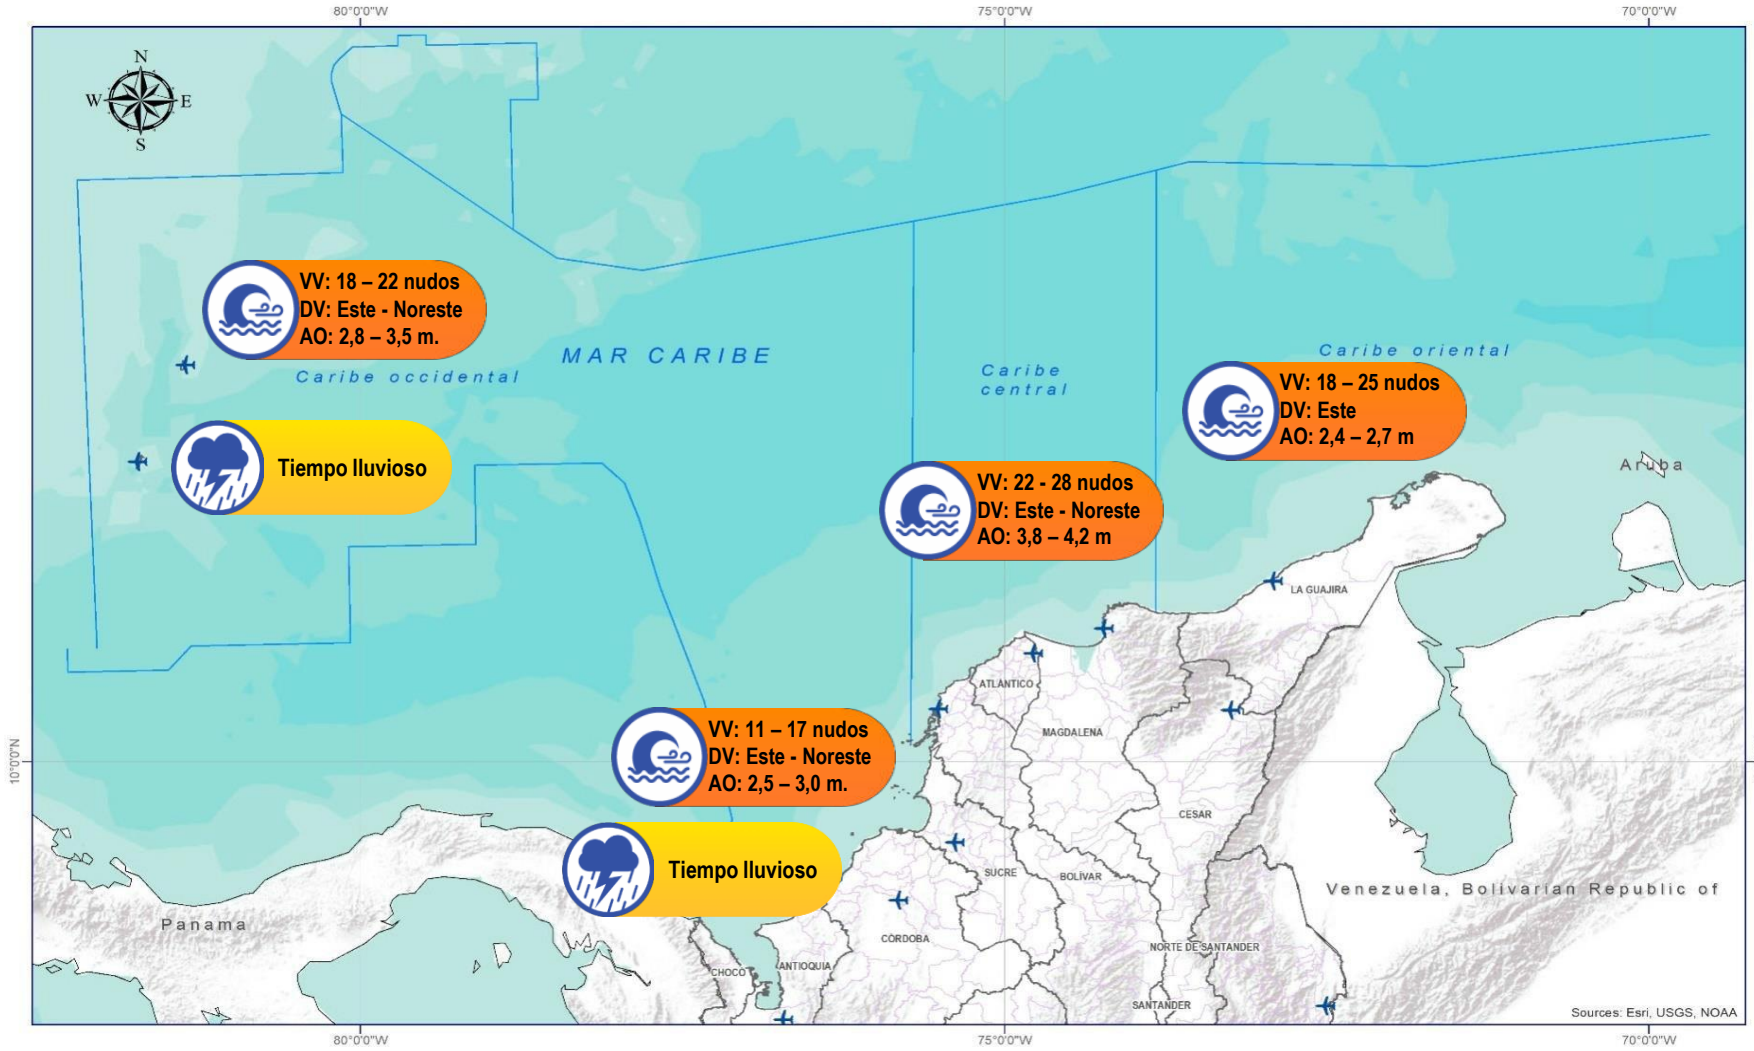 80°0'0"W
75°0'0"W
70°0'0"W
N
W
E
S
VV: 18 – 22 nudos
DV: Este - Noreste
AO: 2,8 – 3,5 m.
MAR CARIBE
Caribe occidental
Caribe
central
Caribe oriental
VV: 18 – 25 nudos
DV: Este
AO: 2,4 – 2,7 m
Tiempo lluvioso
Aruba
VV: 22 - 28 nudos
DV: Este - Noreste
AO: 3,8 – 4,2 m
LA GUAJIRA
ATLÁNTICO
MAGDALENA
VV: 11 – 17 nudos
DV: Este - Noreste
AO: 2,5 – 3,0 m.
10°0'0"N
CESAR
Tiempo lluvioso
SUCRE
BOLÍVAR
Venezuela, Bolivarian Republic of
Panama
CÓRDOBA
NORTE DE SANTANDER
CHOCÓ
ANTIOQUIA
SANTANDER
Sources: Esri, USGS, NOAA
80°0'0"W
75°0'0"W
70°0'0"W